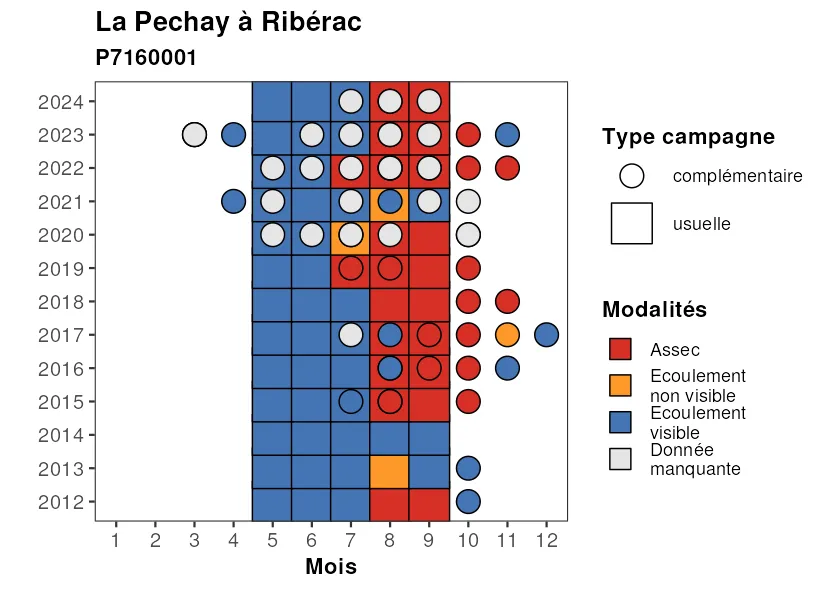 La Pechay à Ribérac
P7160001
2024
2023
2022
2021
2020
2019
2018
2017
2016
2015
2014
2013
2012
1 2 3 4 5 6 7 8 9 10 11 12
Mois
Type campagne
complémentaire
usuelle
Modalités
Assec
Ecoulement
non visible
Ecoulement
visible
Donnée
manquante